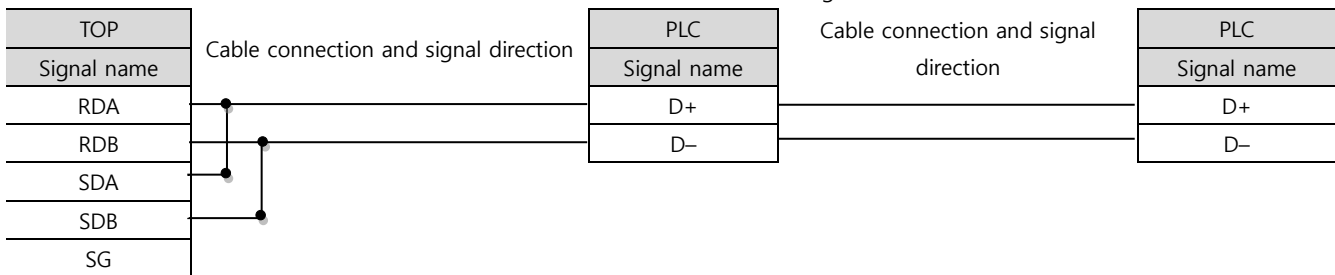 TOP
Cable connection and signal direction
PLC
Cable connection and signal
direction
PLC
Signal name
Signal name
Signal name
RDA
D+
D+
RDB
D–
D–
SDA
SDB
SG